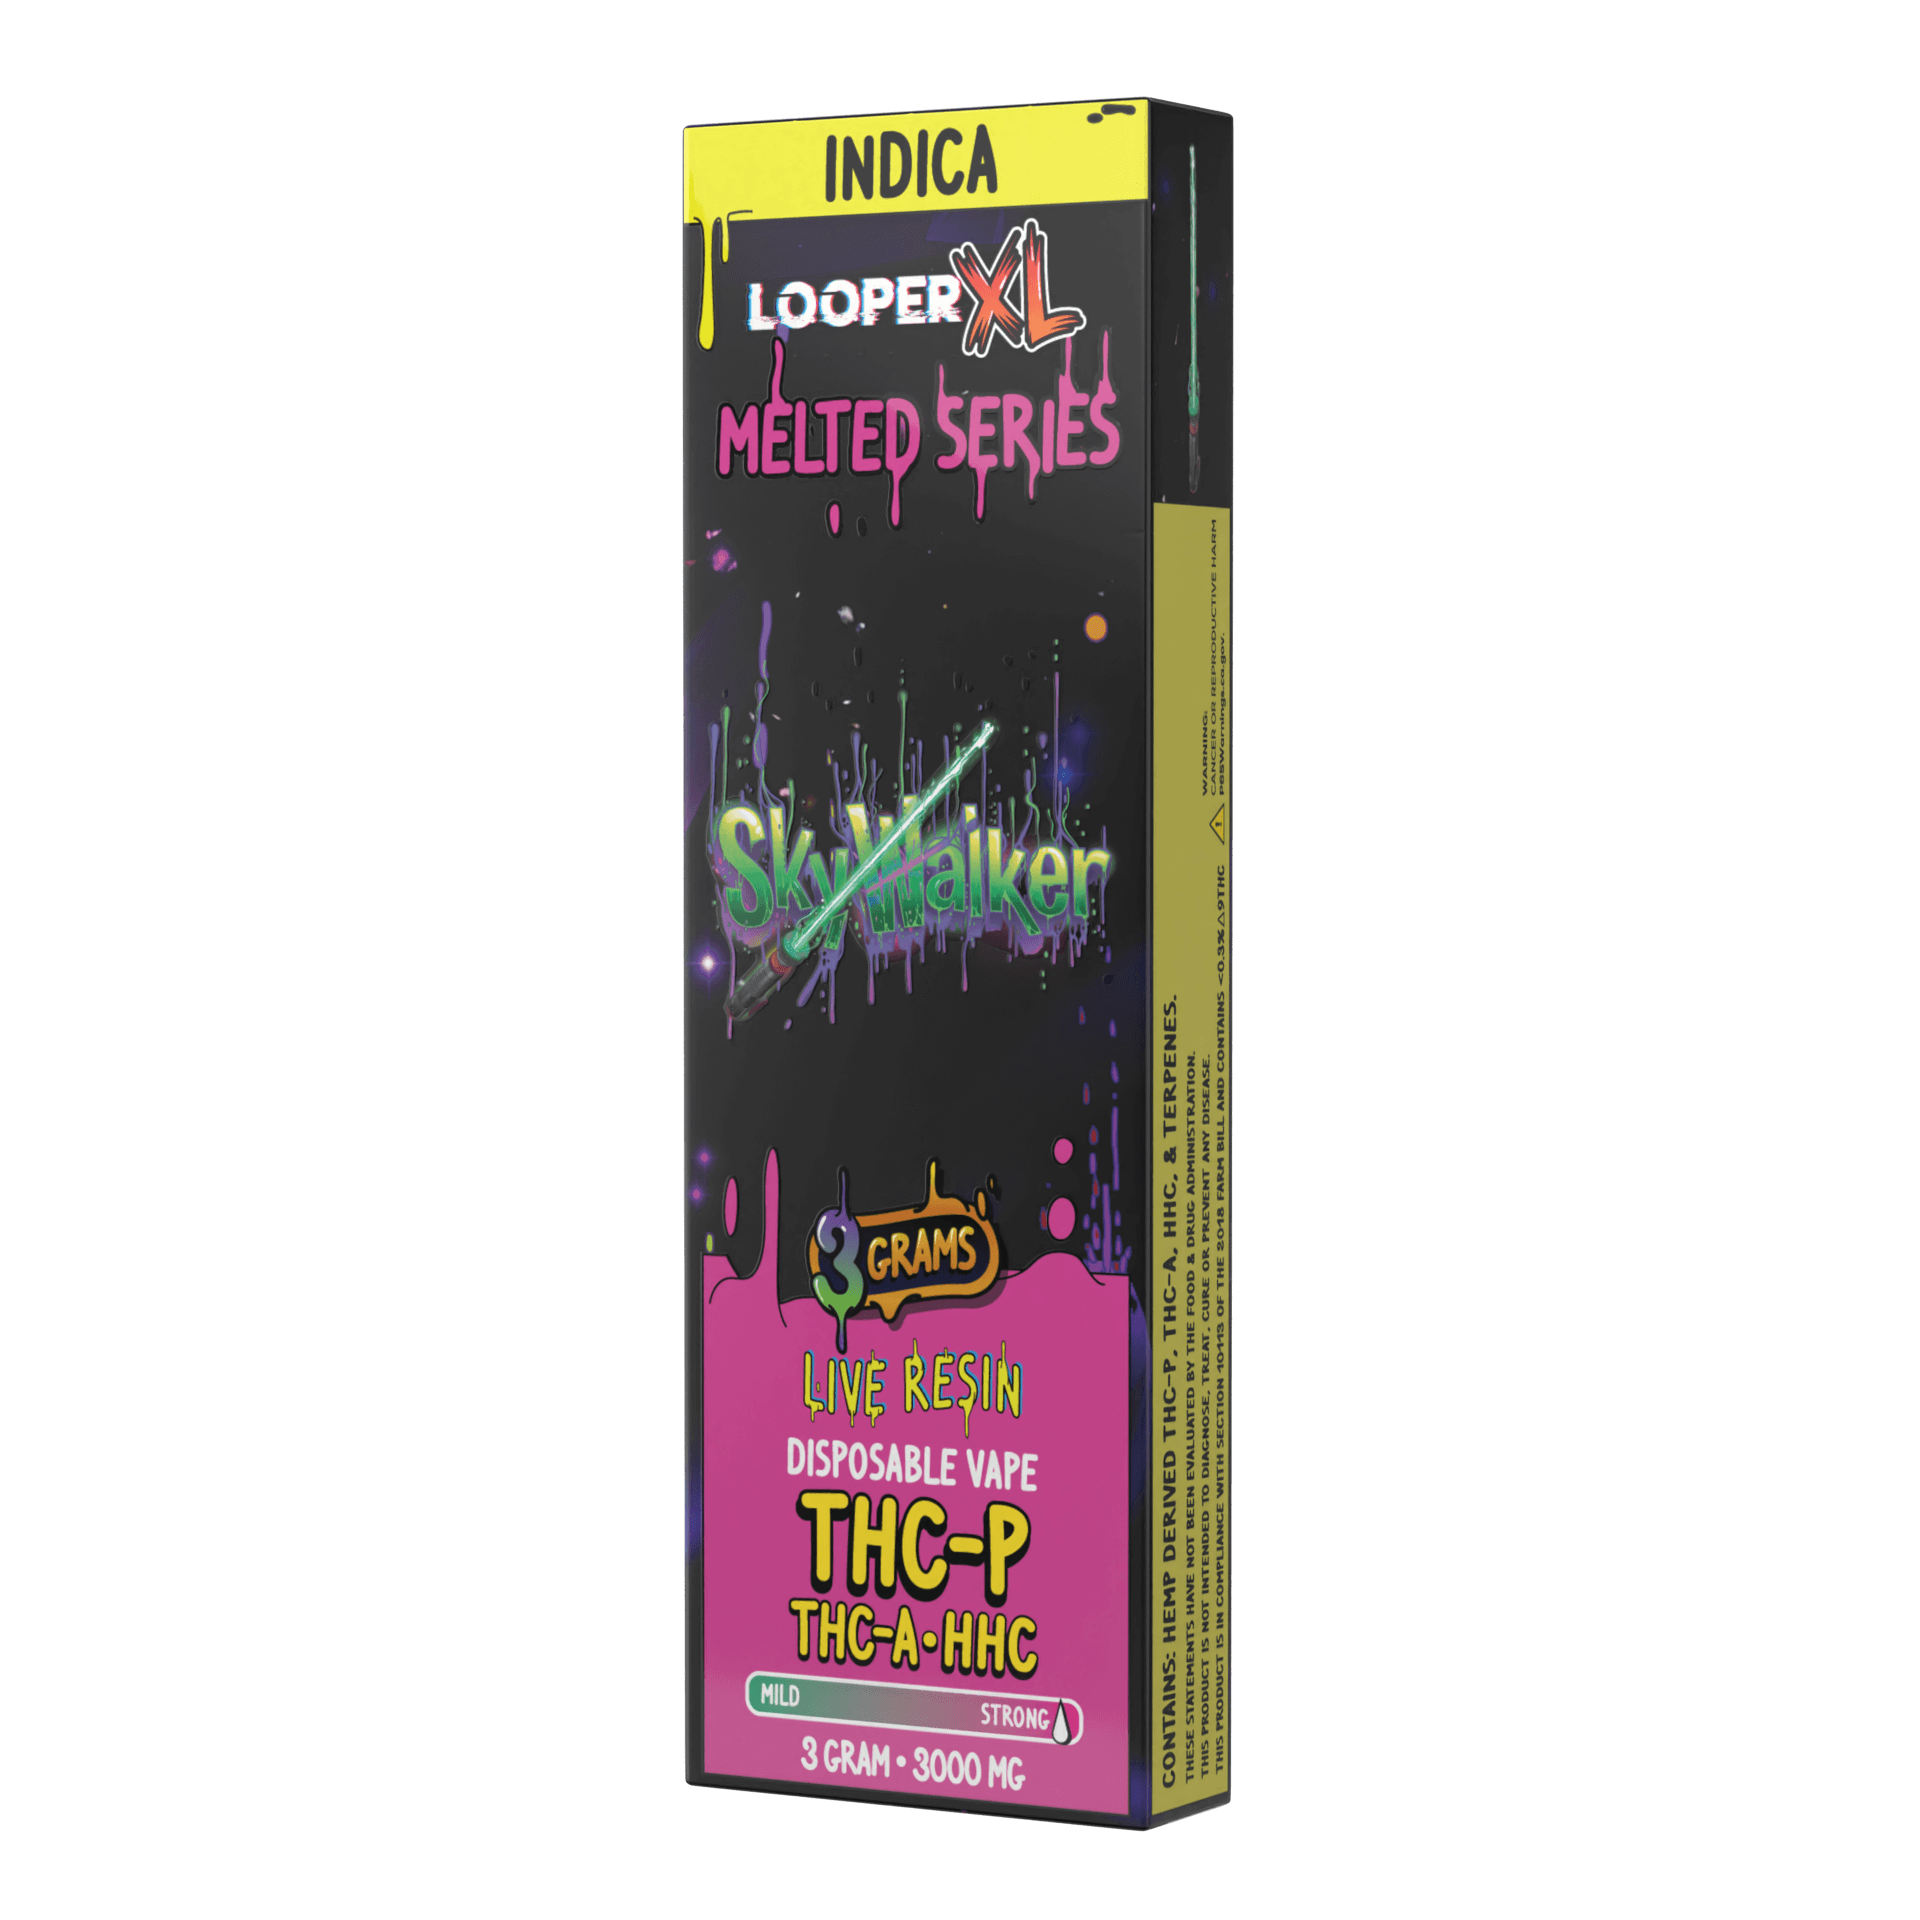 INDICA
LOOPER XL
MELTED SERIES
SkyWalker
3 GRAMS
LIVE RESIN
DISPOSABLE VAPE
THC-P
THC-A•HHC
MILD STRONG
3 GRAM • 3000 MG
CONTAINS: HEMP DERIVED THC-P, THC-A, HHC, & TERPENES.
THESE STATEMENTS HAVE NOT BEEN EVALUATED BY THE FOOD & DRUG ADMINISTRATION.
THIS PRODUCT IS NOT INTENDED TO DIAGNOSE, TREAT, CURE OR PREVENT ANY DISEASE.
THIS PRODUCT IS IN COMPLIANCE WITH SECTION 10113 OF THE 2018 FARM BILL AND CONTAINS <0.3% △9THC
WARNING:
CANCER OR REPRODUCTIVE HARM
P65Warnings.ca.gov.